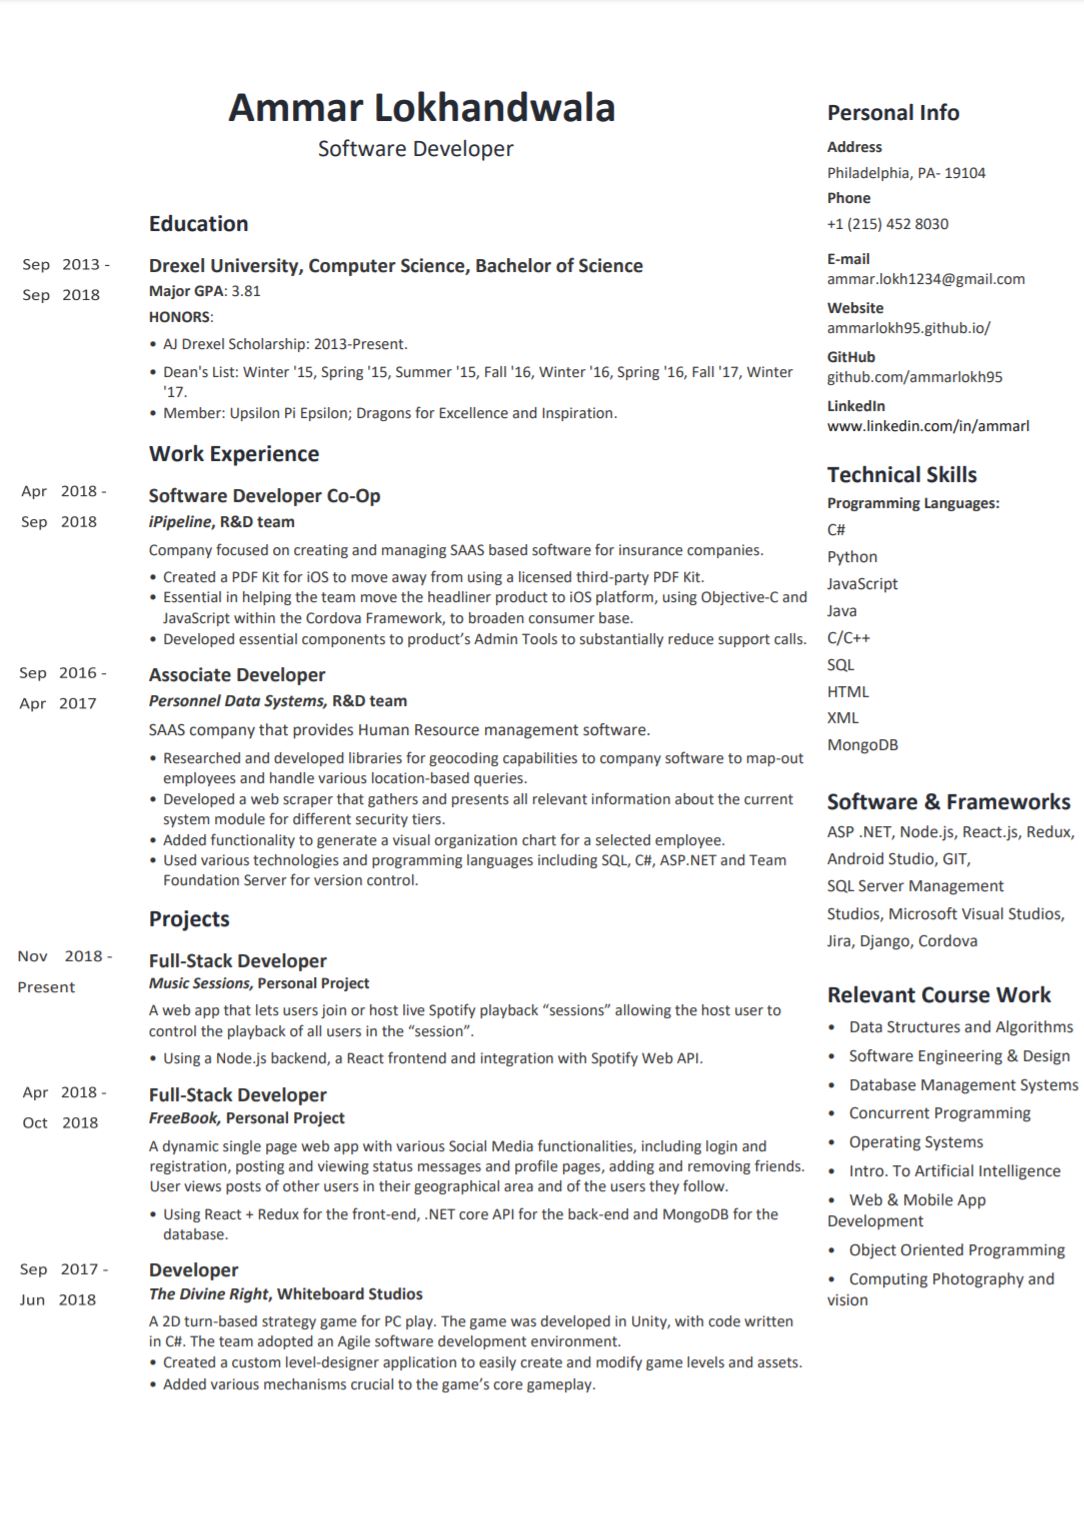 Ammar Lokhandwala
Software Developer
Education
Sep 2013 -
Sep 2018
Drexel University, Computer Science, Bachelor of Science
Major GPA: 3.81
HONORS:
• AJ Drexel Scholarship: 2013-Present.
• Dean's List: Winter '15, Spring '15, Summer '15, Fall '16, Winter '16, Spring '16, Fall '17, Winter
'17.
• Member: Upsilon Pi Epsilon; Dragons for Excellence and Inspiration.
Work Experience
Apr 2018 -
Sep 2018
Software Developer Co-Op
iPipeline, R&D team
Company focused on creating and managing SAAS based software for insurance companies.
• Created a PDF Kit for iOS to move away from using a licensed third-party PDF Kit.
• Essential in helping the team move the headliner product to iOS platform, using Objective-C and
JavaScript within the Cordova Framework, to broaden consumer base.
• Developed essential components to product’s Admin Tools to substantially reduce support calls.
Sep 2016 -
Apr 2017
Associate Developer
Personnel Data Systems, R&D team
SAAS company that provides Human Resource management software.
• Researched and developed libraries for geocoding capabilities to company software to map-out
employees and handle various location-based queries.
• Developed a web scraper that gathers and presents all relevant information about the current
system module for different security tiers.
• Added functionality to generate a visual organization chart for a selected employee.
• Used various technologies and programming languages including SQL, C#, ASP.NET and Team
Foundation Server for version control.
Projects
Nov 2018 -
Present
Full-Stack Developer
Music Sessions, Personal Project
A web app that lets users join or host live Spotify playback “sessions” allowing the host user to
control the playback of all users in the “session”.
• Using a Node.js backend, a React frontend and integration with Spotify Web API.
Apr 2018 -
Oct 2018
Full-Stack Developer
FreeBook, Personal Project
A dynamic single page web app with various Social Media functionalities, including login and
registration, posting and viewing status messages and profile pages, adding and removing friends.
User views posts of other users in their geographical area and of the users they follow.
• Using React + Redux for the front-end, .NET core API for the back-end and MongoDB for the
database.
Sep 2017 -
Jun 2018
Developer
The Divine Right, Whiteboard Studios
A 2D turn-based strategy game for PC play. The game was developed in Unity, with code written
in C#. The team adopted an Agile software development environment.
• Created a custom level-designer application to easily create and modify game levels and assets.
• Added various mechanisms crucial to the game’s core gameplay.
Personal Info
Address
Philadelphia, PA- 19104
Phone
+1 (215) 452 8030
E-mail
ammar.lokh1234@gmail.com
Website
ammarlokh95.github.io/
GitHub
github.com/ammarlokh95
LinkedIn
www.linkedin.com/in/ammarl
Technical Skills
Programming Languages:
C#
Python
JavaScript
Java
C/C++
SQL
HTML
XML
MongoDB
Software & Frameworks
ASP .NET, Node.js, React.js, Redux,
Android Studio, GIT,
SQL Server Management
Studios, Microsoft Visual Studios,
Jira, Django, Cordova
Relevant Course Work
• Data Structures and Algorithms
• Software Engineering & Design
• Database Management Systems
• Concurrent Programming
• Operating Systems
• Intro. To Artificial Intelligence
• Web & Mobile App
Development
• Object Oriented Programming
• Computing Photography and
vision